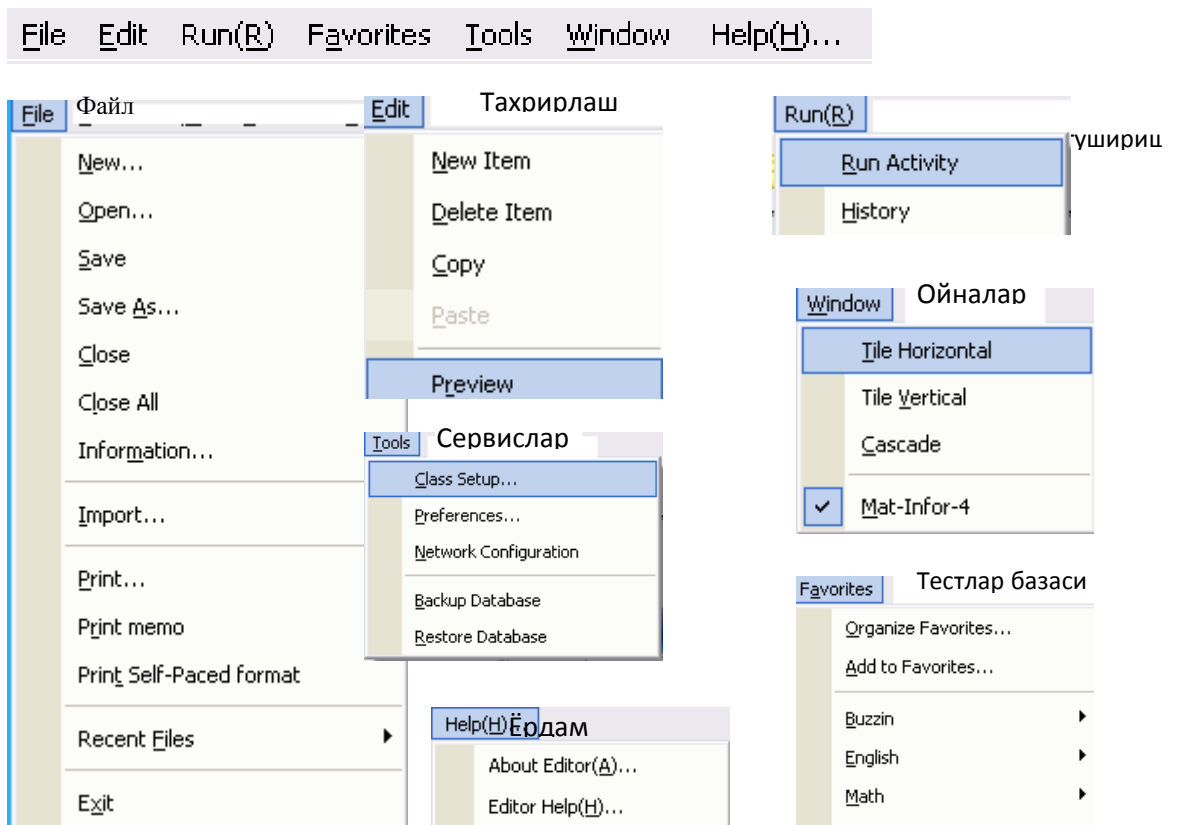 File Edit Run(R) Favorites Tools Window Help(H)...
File Файл
New...
Open...
Save
Save As...
Close
Close All
Information...
Import...
Print...
Print memo
Print Self-Paced format
Recent Files
Exit
Edit Тахрирлаш
New Item
Delete Item
Copy
Paste
Preview
Tools Сервислар
Class Setup...
Preferences...
Network Configuration
Backup Database
Restore Database
Help(H) Ёрдам
About Editor(A)...
Editor Help(H)...
Run(R)
Run Activity
History
Window Ойналар
Tile Horizontal
Tile Vertical
Cascade
Mat-Infor-4
Favorites Тестлар базаси
Organize Favorites...
Add to Favorites...
Buzzin
English
Math